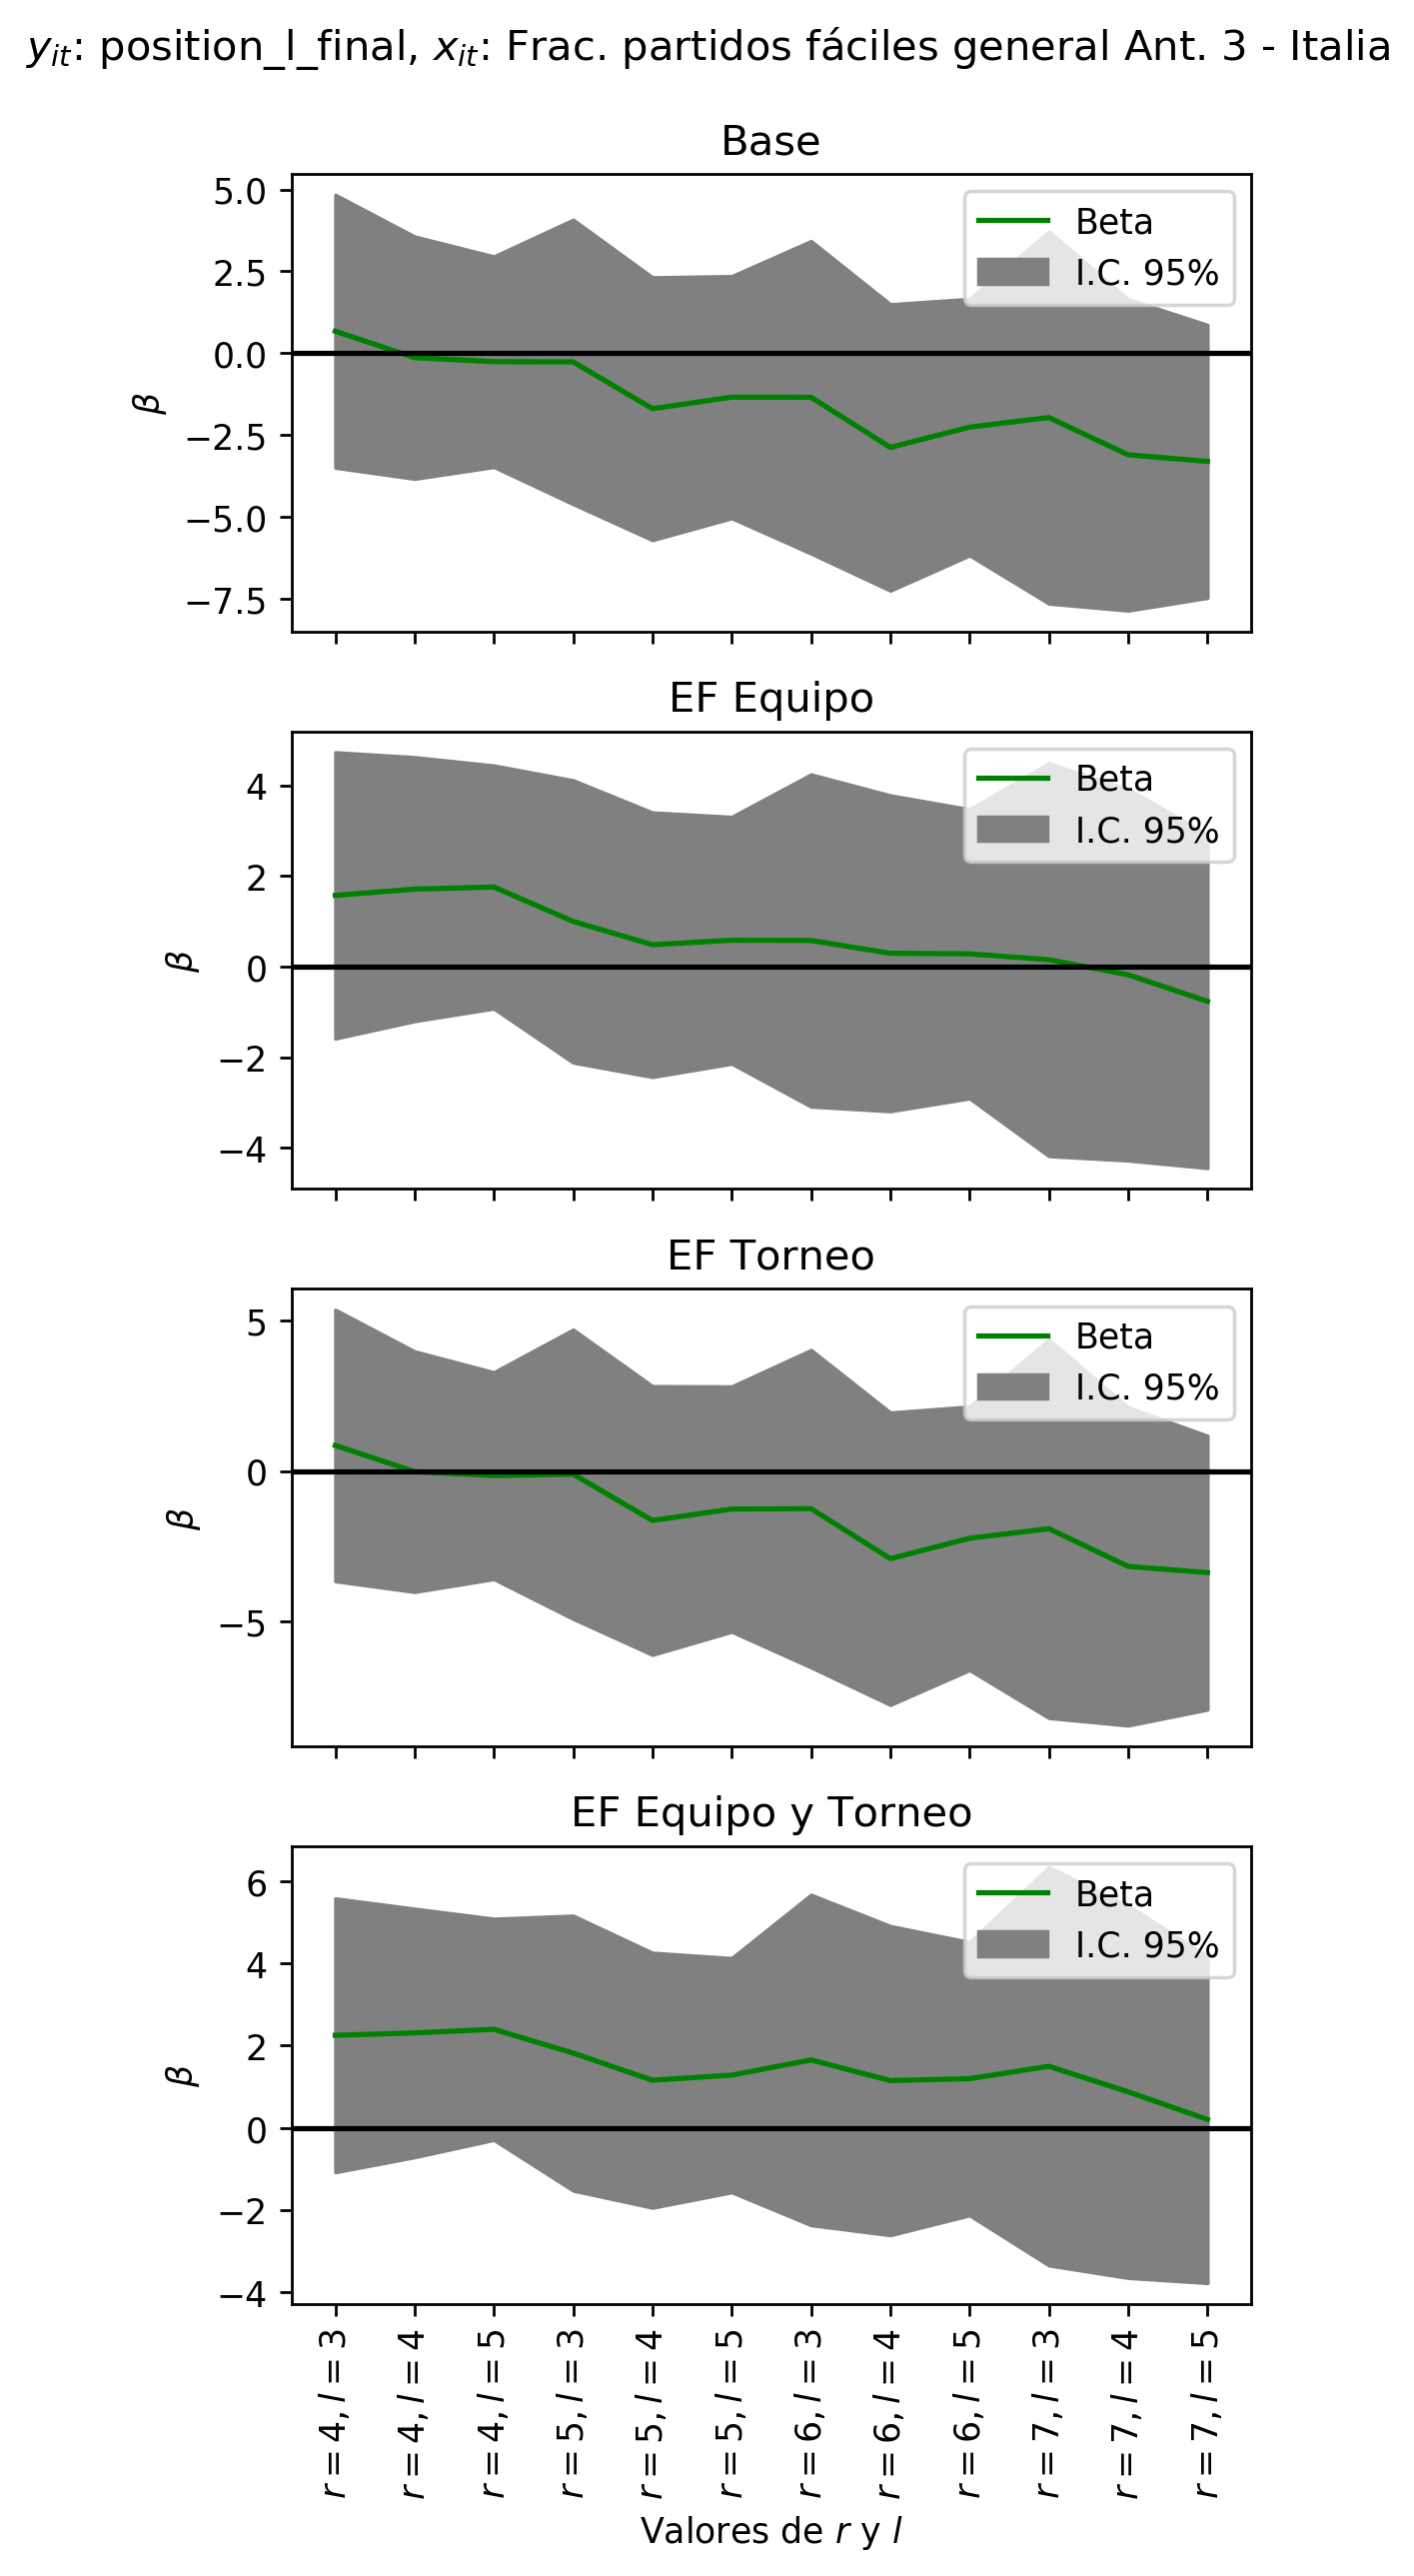 y_it: position_l_final, x_it: Frac. partidos fáciles general Ant. 3 - Italia
Base
5.0
2.5
0.0
−2.5
−5.0
−7.5
β
Beta
I.C. 95%
EF Equipo
4
2
0
−2
−4
β
Beta
I.C. 95%
EF Torneo
5
0
−5
β
Beta
I.C. 95%
EF Equipo y Torneo
6
4
2
0
−2
−4
β
Beta
I.C. 95%
r = 4, l = 3
r = 4, l = 4
r = 4, l = 5
r = 5, l = 3
r = 5, l = 4
r = 5, l = 5
r = 6, l = 3
r = 6, l = 4
r = 6, l = 5
r = 7, l = 3
r = 7, l = 4
r = 7, l = 5
Valores de r y l